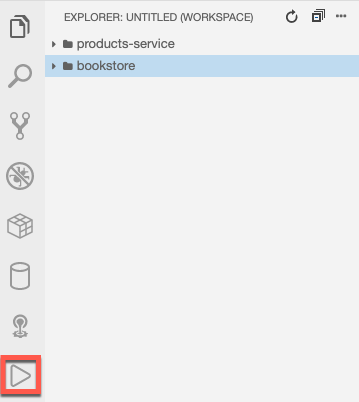 EXPLORER: UNTITLED (WORKSPACE)
products-service
bookstore